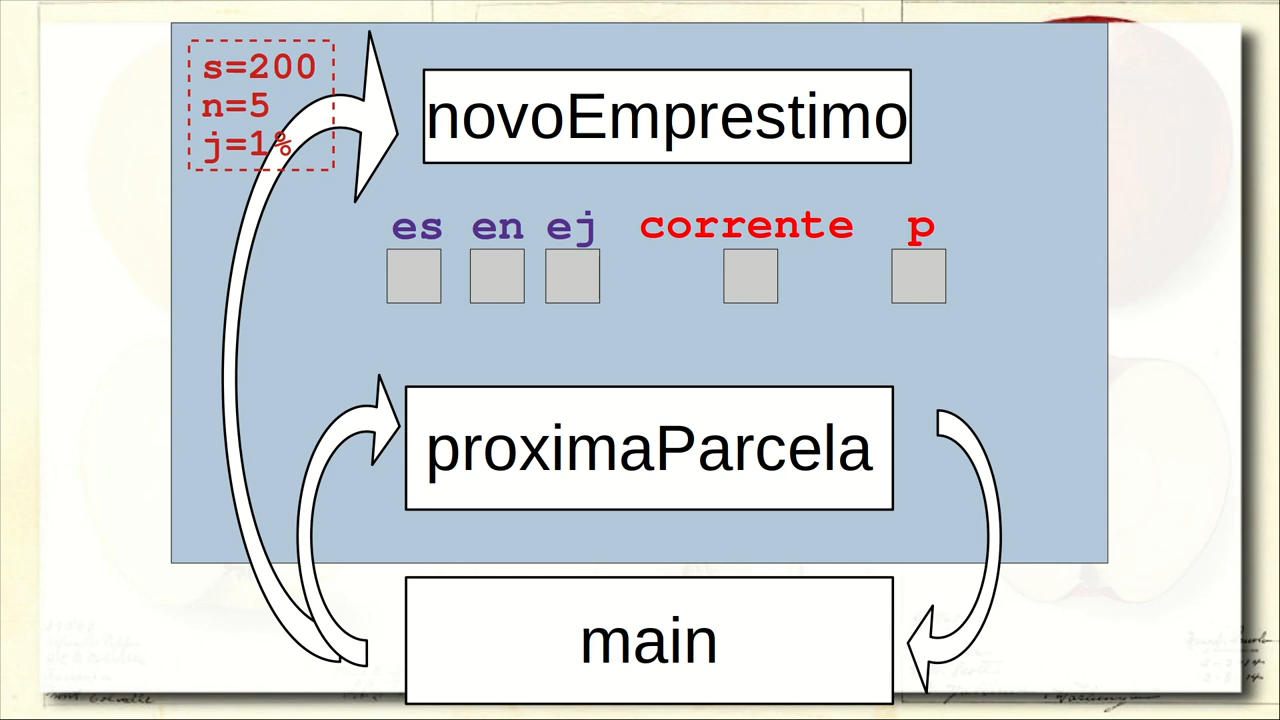 s=200
n=5
j=1%
novoEmprestimo
es en ej corrente p
proximaParcela
main